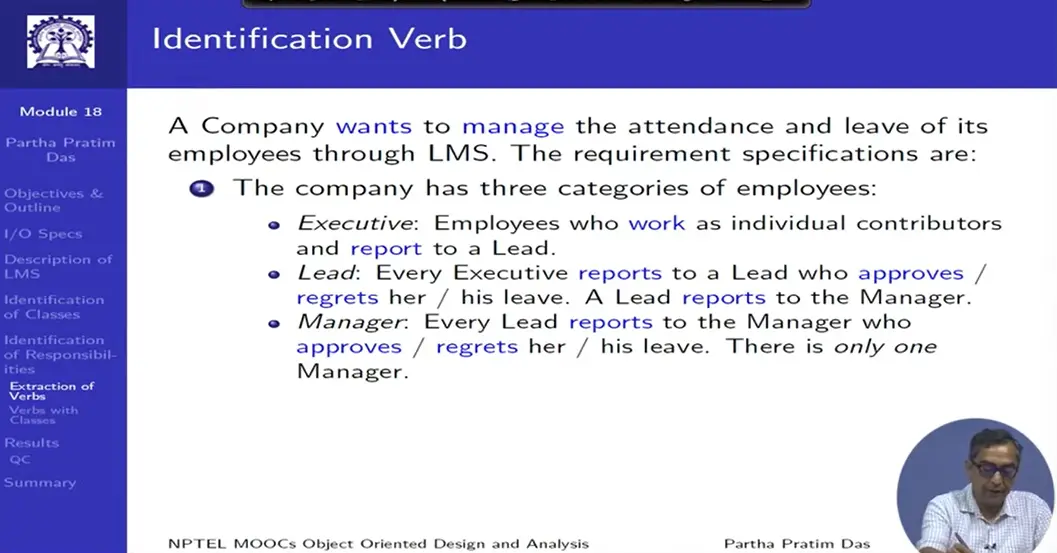 Identification Verb
Module 18
Partha Pratim
Das
Objectives &
Outline
I/O Specs
Description of
LMS
Identification
of Classes
Identification
of Responsibil-
ities
Extraction of
Verbs
Verbs with
Classes
Results
QC
Summary
A Company wants to manage the attendance and leave of its
employees through LMS. The requirement specifications are:
1 The company has three categories of employees:
Executive: Employees who work as individual contributors
and report to a Lead.
Lead: Every Executive reports to a Lead who approves /
regrets her / his leave. A Lead reports to the Manager.
Manager: Every Lead reports to the Manager who
approves / regrets her / his leave. There is only one
Manager.
NPTEL MOOCs Object Oriented Design and Analysis
Partha Pratim Das